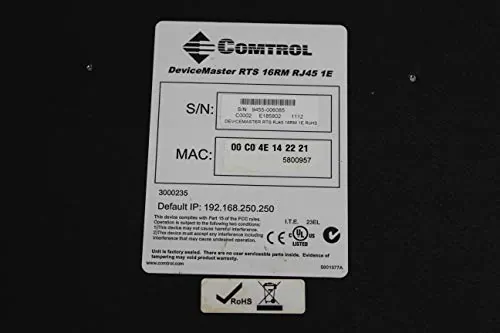 COMTROL
DeviceMaster RTS 16RM RJ45 1E
S/N:
S/N 9455-006085
C0002 E185902 1112
DEVICEMASTER RTS RJ45 16RM 1E RoHS
MAC:
00 C0 4E 14 22 21
5800957
3000235
Default IP: 192.168.250.250
This device complies with Part 15 of the FCC rules.
Operation is subject to the following two conditions:
1)This device may not cause harmful interference.
2)This device must accept any interference including
interference that may cause undesired operation.
I.T.E. 23EL
C UL US
LISTED
Unit is factory sealed. There are no user serviceable parts inside. Evidence of
tampering may void product warranty.
www.comtrol.com
RoHS